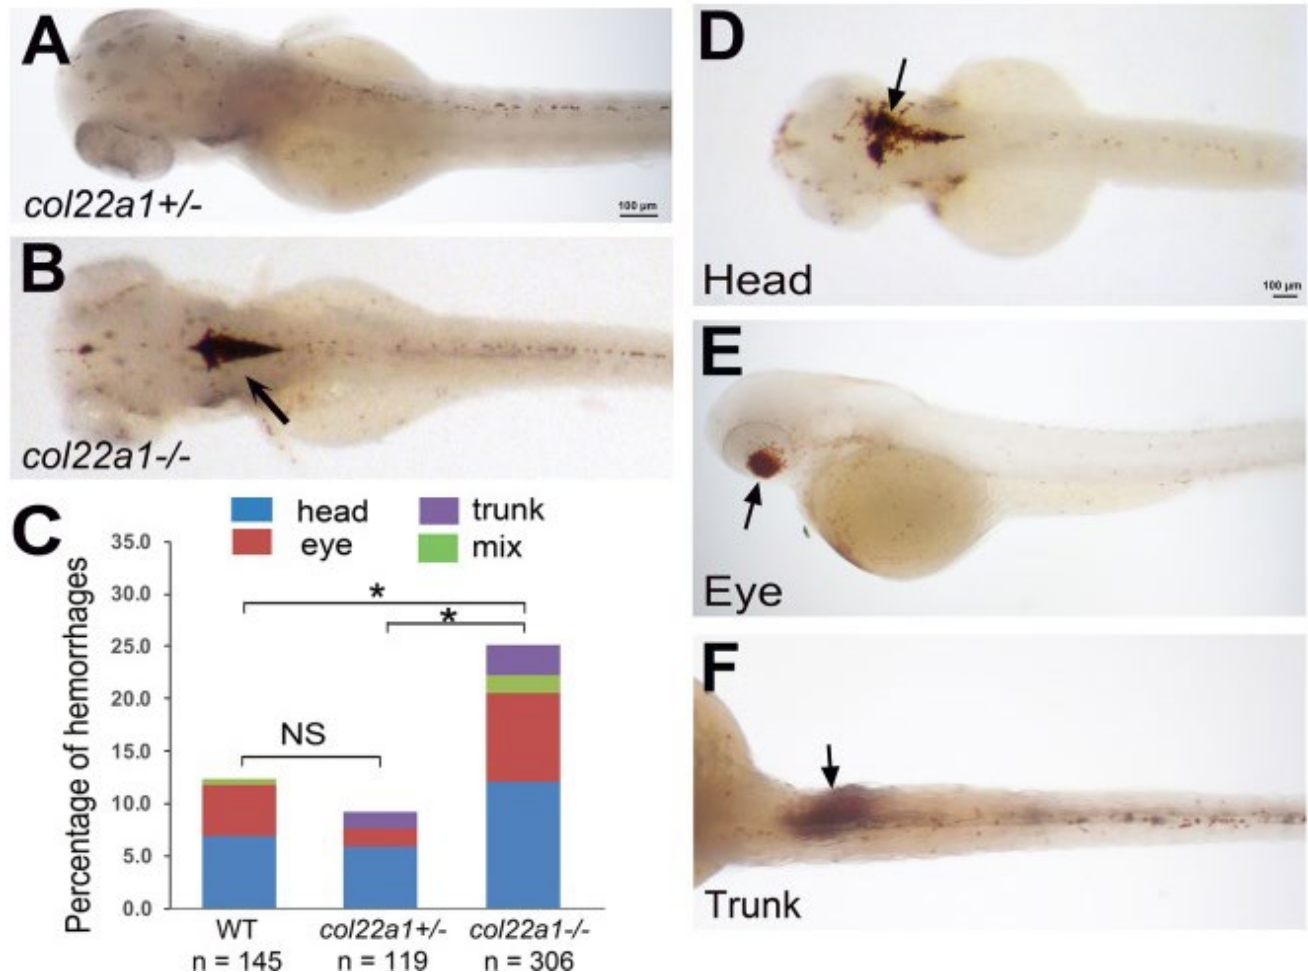 A
col22a1+/-
100 µm
B
col22a1-/-
C
head
trunk
eye
mix
Percentage of hemorrhages
35.0
30.0
25.0
20.0
15.0
10.0
5.0
0.0
*
*
NS
WT
col22a1+/-
col22a1-/-
n = 145
n = 119
n = 306
D
Head
100 µm
E
Eye
F
Trunk